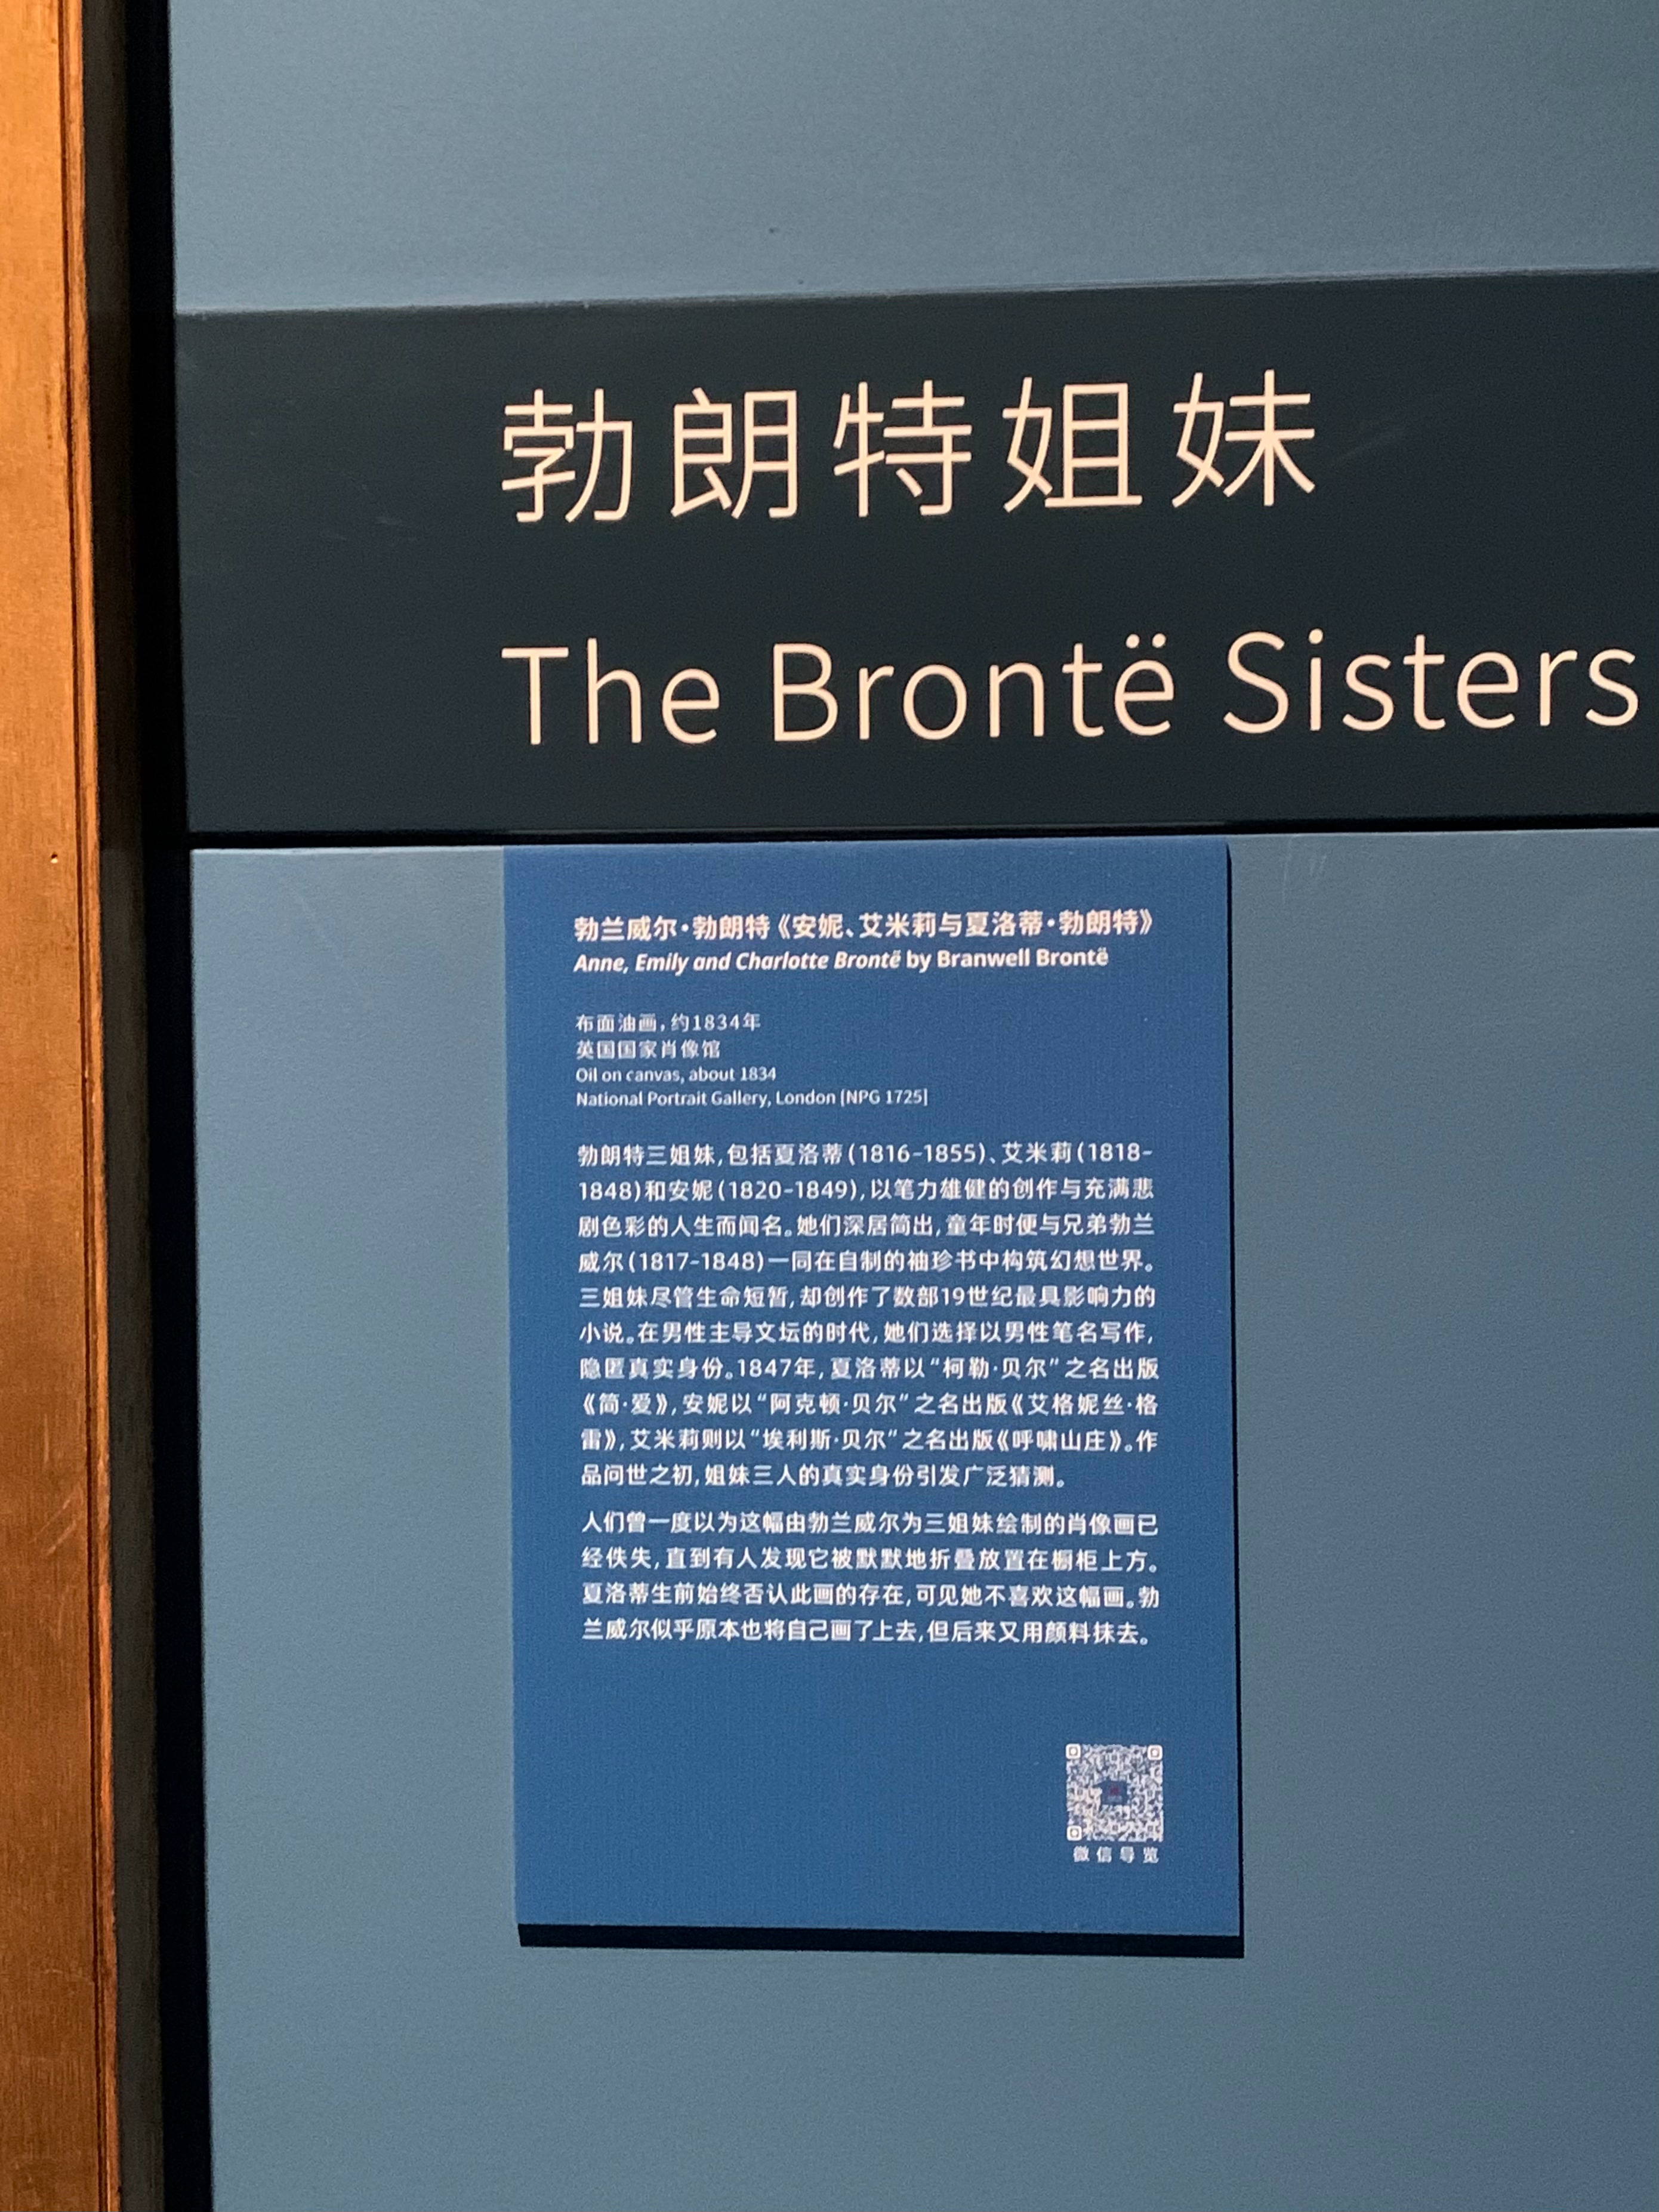 勃朗特姐妹
The Brontë Sisters
勃兰威尔·勃朗特《安妮、艾米莉与夏洛蒂·勃朗特》
Anne, Emily and Charlotte Brontë by Branwell Brontë
布面油画，约1834年
英国国家肖像馆
Oil on canvas, about 1834
National Portrait Gallery, London [NPG 1725]
勃朗特三姐妹，包括夏洛蒂（1816-1855）、艾米莉（1818-
1848）和安妮（1820-1849），以笔力雄健的创作与充满悲
剧色彩的人生而闻名。她们深居简出，童年时便与兄弟勃兰
威尔（1817-1848）一同在自制的袖珍书中构筑幻想世界。
三姐妹尽管生命短暂，却创作了数部19世纪最具影响力的
小说。在男性主导文坛的时代，她们选择以男性笔名写作，
隐匿真实身份。1847年，夏洛蒂以“柯勒·贝尔”之名出版
《简·爱》，安妮以“阿克顿·贝尔”之名出版《艾格妮丝·格
雷》，艾米莉则以“埃利斯·贝尔”之名出版《呼啸山庄》。作
品问世之初，姐妹三人的真实身份引发广泛猜测。
人们曾一度以为这幅由勃兰威尔为三姐妹绘制的肖像画已
经佚失，直到有人发现它被默默地折叠放置在橱柜上方。
夏洛蒂生前始终否认此画的存在，可见她不喜欢这幅画。勃
兰威尔似乎原本也将自己画了上去，但后来又用颜料抹去。
微信导览